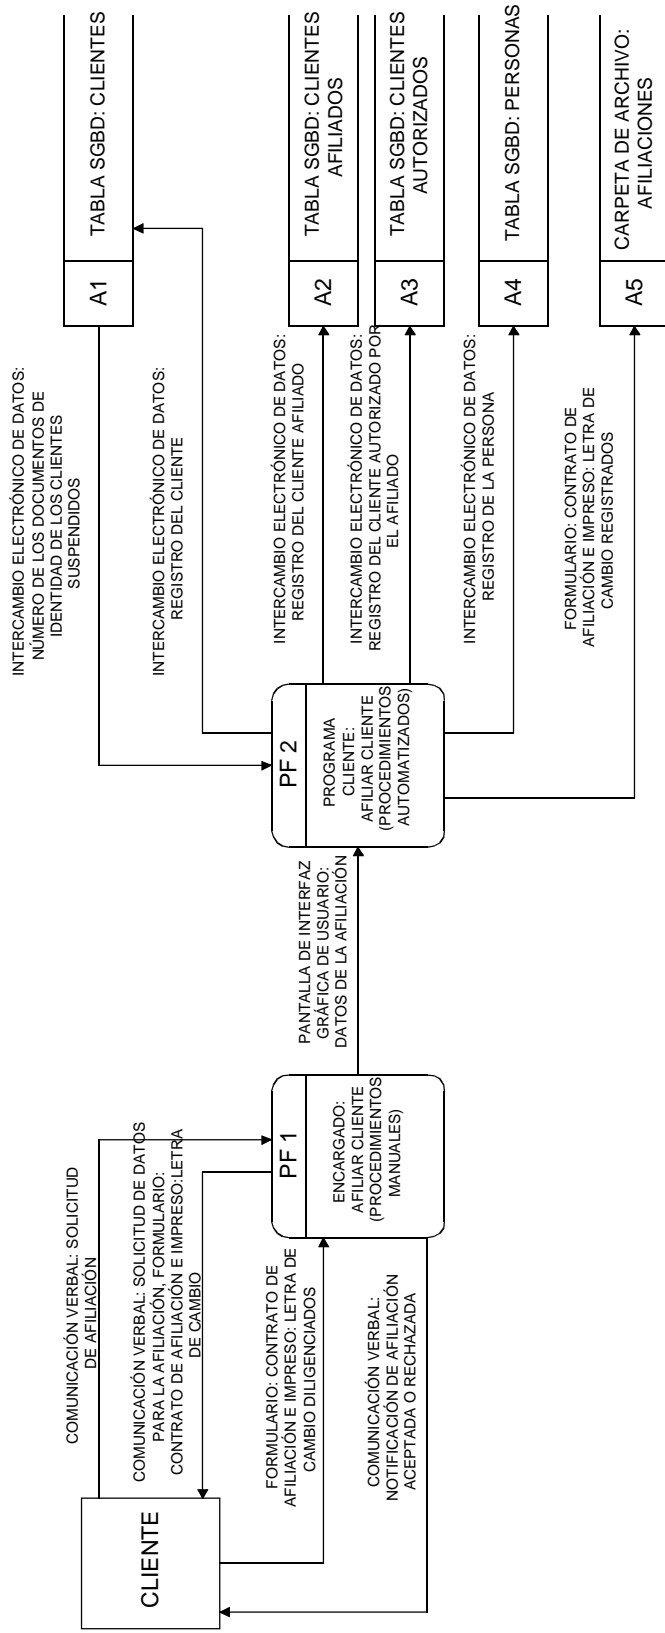 COMUNICACIÓN VERBAL: SOLICITUD
DE AFILIACIÓN
COMUNICACIÓN VERBAL: SOLICITUD DE DATOS
PARA LA AFILIACIÓN, FORMULARIO:
CONTRATO DE AFILIACIÓN E IMPRESO:LETRA
DE CAMBIO
CLIENTE
FORMULARIO: CONTRATO DE
AFILIACIÓN E IMPRESO: LETRA DE
CAMBIO DILIGENCIADOS
COMUNICACIÓN VERBAL:
NOTIFICACIÓN DE AFILIACIÓN
ACEPTADA O RECHAZADA
PF 1
ENCARGADO:
AFILIAR CLIENTE
(PROCEDIMIENTOS
MANUALES)
PANTALLA DE INTERFAZ
GRÁFICA DE USUARIO:
DATOS DE LA AFILIACIÓN
PF 2
PROGRAMA
CLIENTE:
AFILIAR CLIENTE
(PROCEDIMIENTOS
AUTOMATIZADOS)
INTERCAMBIO ELECTRÓNICO DE DATOS:
NÚMERO DE LOS DOCUMENTOS DE
IDENTIDAD DE LOS CLIENTES
SUSPENDIDOS
INTERCAMBIO ELECTRÓNICO DE DATOS:
REGISTRO DEL CLIENTE
INTERCAMBIO ELECTRÓNICO DE DATOS:
REGISTRO DEL CLIENTE AFILIADO
INTERCAMBIO ELECTRÓNICO DE DATOS:
REGISTRO DEL CLIENTE AUTORIZADO POR
EL AFILIADO
INTERCAMBIO ELECTRÓNICO DE DATOS:
REGISTRO DE LA PERSONA
FORMULARIO: CONTRATO DE
AFILIACIÓN E IMPRESO: LETRA DE
CAMBIO REGISTRADOS
A1
TABLA SGBD: CLIENTES
A2
TABLA SGBD: CLIENTES
AFILIADOS
A3
TABLA SGBD: CLIENTES
AUTORIZADOS
A4
TABLA SGBD: PERSONAS
A5
CARPETA DE ARCHIVO:
AFILIACIONES